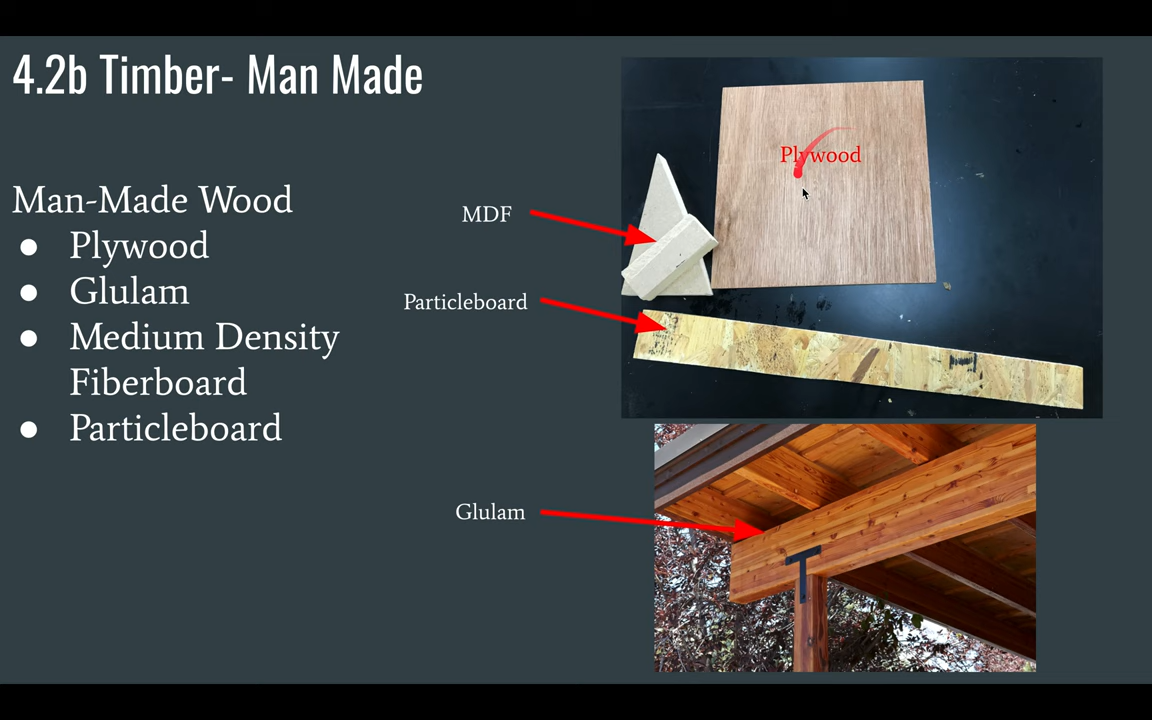 4.2b Timber- Man Made
Man-Made Wood
● Plywood
● Glulam
● Medium Density
Fiberboard
● Particleboard
Plywood
MDF
Particleboard
Glulam